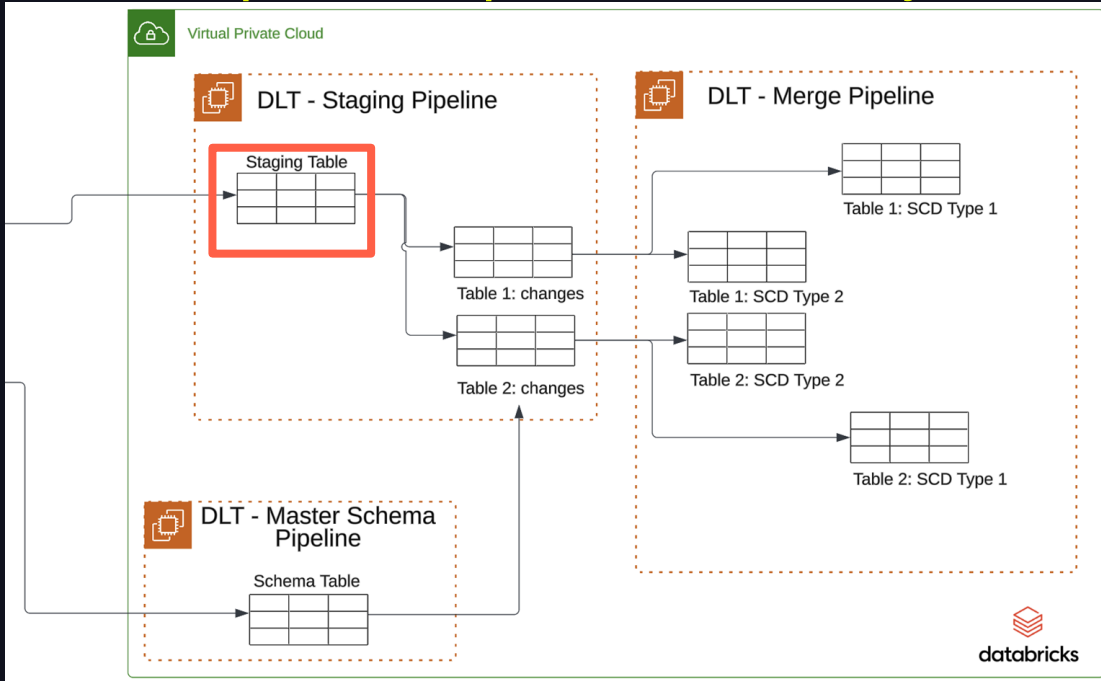 Virtual Private Cloud
DLT - Staging Pipeline
Staging Table
Table 1: changes
Table 2: changes
DLT - Merge Pipeline
Table 1: SCD Type 1
Table 1: SCD Type 2
Table 2: SCD Type 2
Table 2: SCD Type 1
DLT - Master Schema
Pipeline
Schema Table
databricks